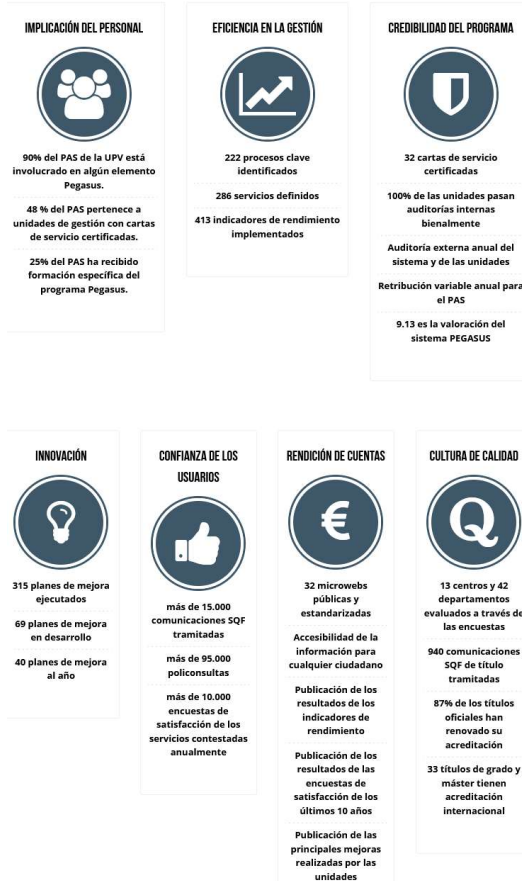 IMPLICACIÓN DEL PERSONAL
90% del PAS de la UPV está
involucrado en algún elemento
Pegasus.
48 % del PAS pertenece a
unidades de gestión con cartas
de servicio certificadas.
25% del PAS ha recibido
formación específica del
programa Pegasus.
EFICIENCIA EN LA GESTIÓN
222 procesos clave
identificados
286 servicios definidos
413 indicadores de rendimiento
implementados
CREDIBILIDAD DEL PROGRAMA
32 cartas de servicio
certificadas
100% de las unidades pasan
auditorías internas
bienalmente
Auditoría externa anual del
sistema y de las unidades
Retribución variable anual para
el PAS
9.13 es la valoración del
sistema PEGASUS
INNOVACIÓN
315 planes de mejora
ejecutados
69 planes de mejora
en desarrollo
40 planes de mejora
al año
CONFIANZA DE LOS
USUARIOS
más de 15.000
comunicaciones SQF
tramitadas
más de 95.000
policonsultas
más de 10.000
encuestas de
satisfacción de los
servicios contestadas
anualmente
RENDICIÓN DE CUENTAS
€
32 microwebs
públicas y
estandarizadas
Accesibilidad de la
información para
cualquier ciudadano
Publicación de los
resultados de los
indicadores de
rendimiento
Publicación de los
resultados de las
encuestas de
satisfacción de los
últimos 10 años
Publicación de las
principales mejoras
realizadas por las
unidades
CULTURA DE CALIDAD
Q
13 centros y 42
departamentos
evaluados a través de
las encuestas
940 comunicaciones
SQF de título
tramitadas
87% de los títulos
oficiales han
renovado su
acreditación
33 títulos de grado y
máster tienen
acreditación
internacional